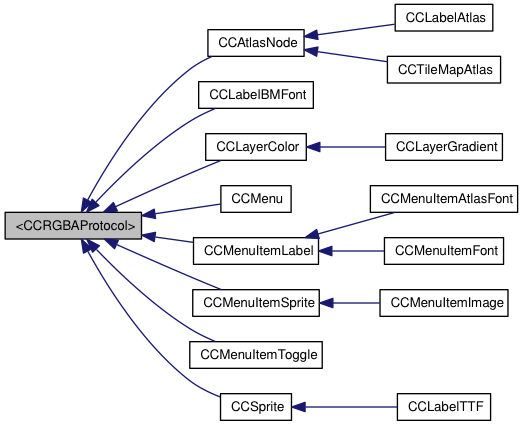 CCLabelAtlas
CCAtlasNode
CCTileMapAtlas
CCLabelBMFont
CCLayerColor
CCLayerGradient
CCMenu
CCMenuItemAtlasFont
<CCRGBAProtocol>
CCMenuItemLabel
CCMenuItemFont
CCMenuItemSprite
CCMenuItemImage
CCMenuItemToggle
CCSprite
CCLabelTTF